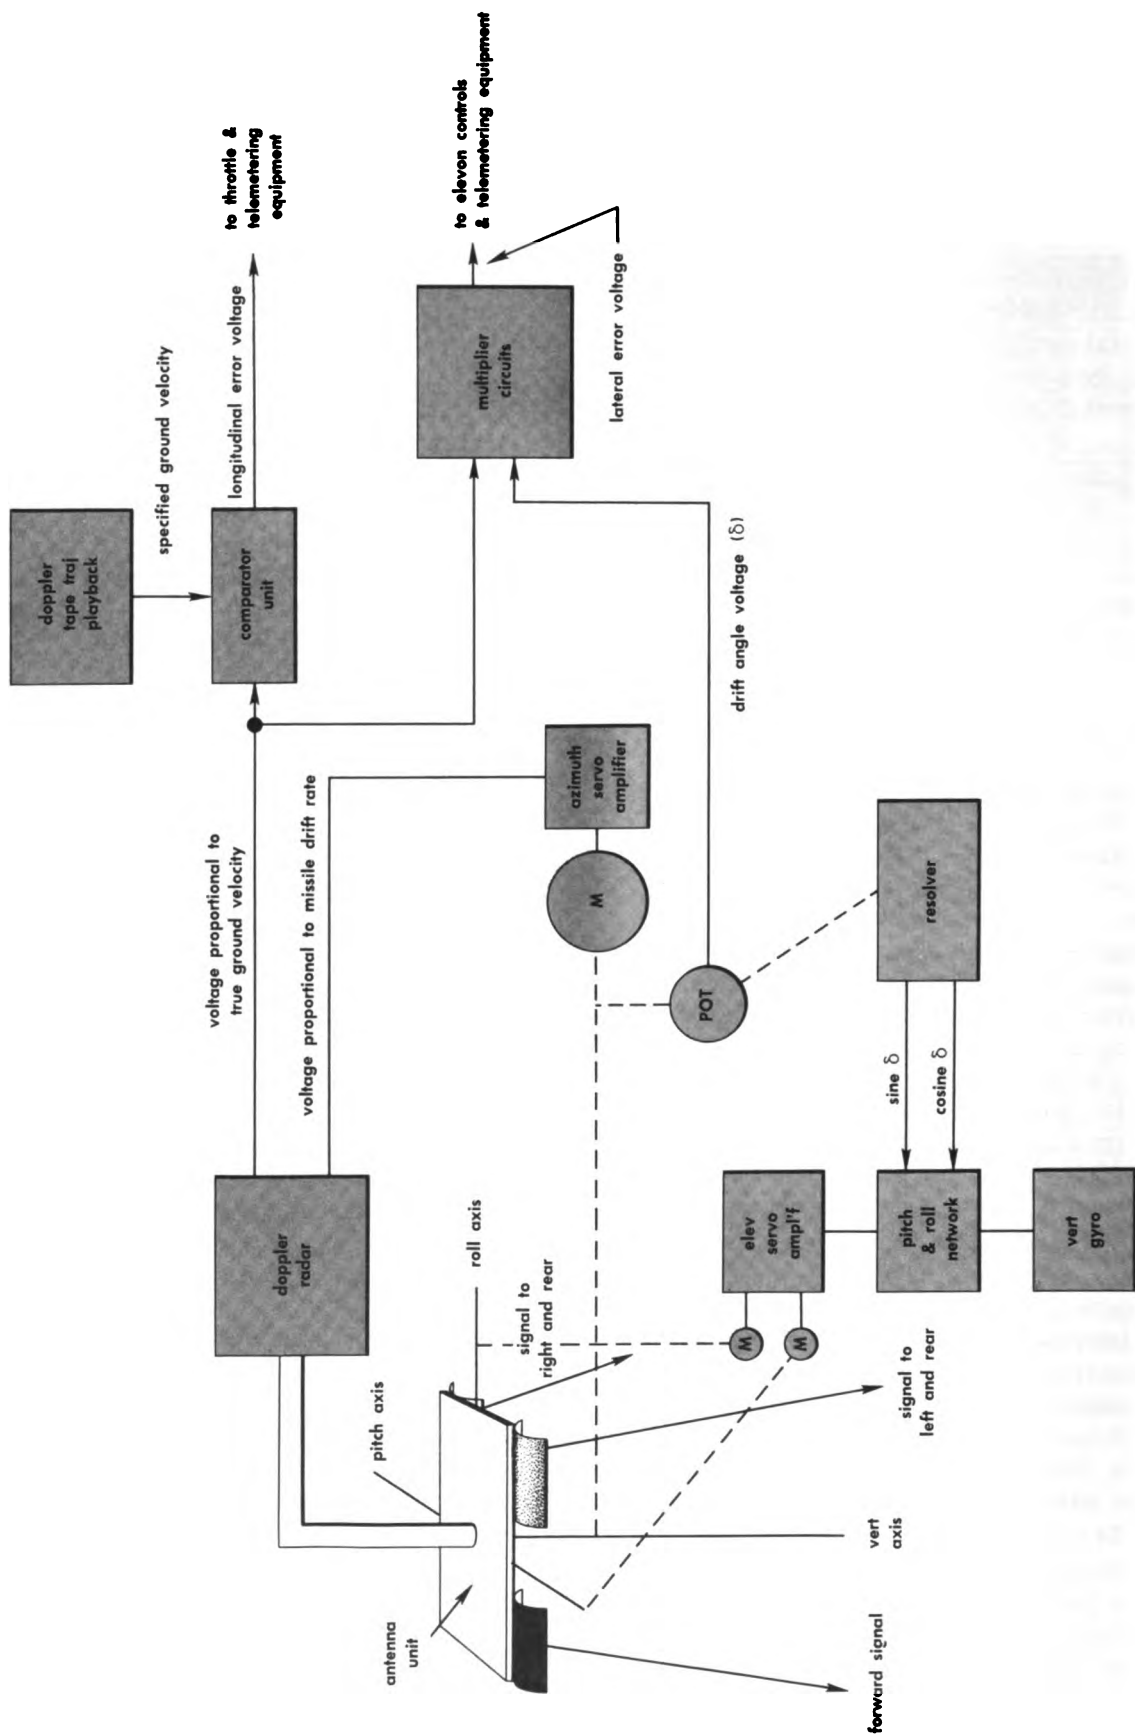 doppler
tape traj
playback
specified ground velocity
comparator
unit
longitudinal error voltage
to throttle &
telemetering
equipment
voltage proportional to
true ground velocity
voltage proportional to missile drift rate
doppler
radar
azimuth
servo
amplifier
M
multiplier
circuits
to elevon controls
& telemetering equipment
lateral error voltage
drift angle voltage (δ)
POT
resolver
sine δ
cosine δ
pitch
& roll
network
vert
gyro
elev
servo
ampl'f
M
M
roll axis
pitch axis
signal to
right and rear
antenna
unit
signal to
left and rear
vert
axis
forward signal